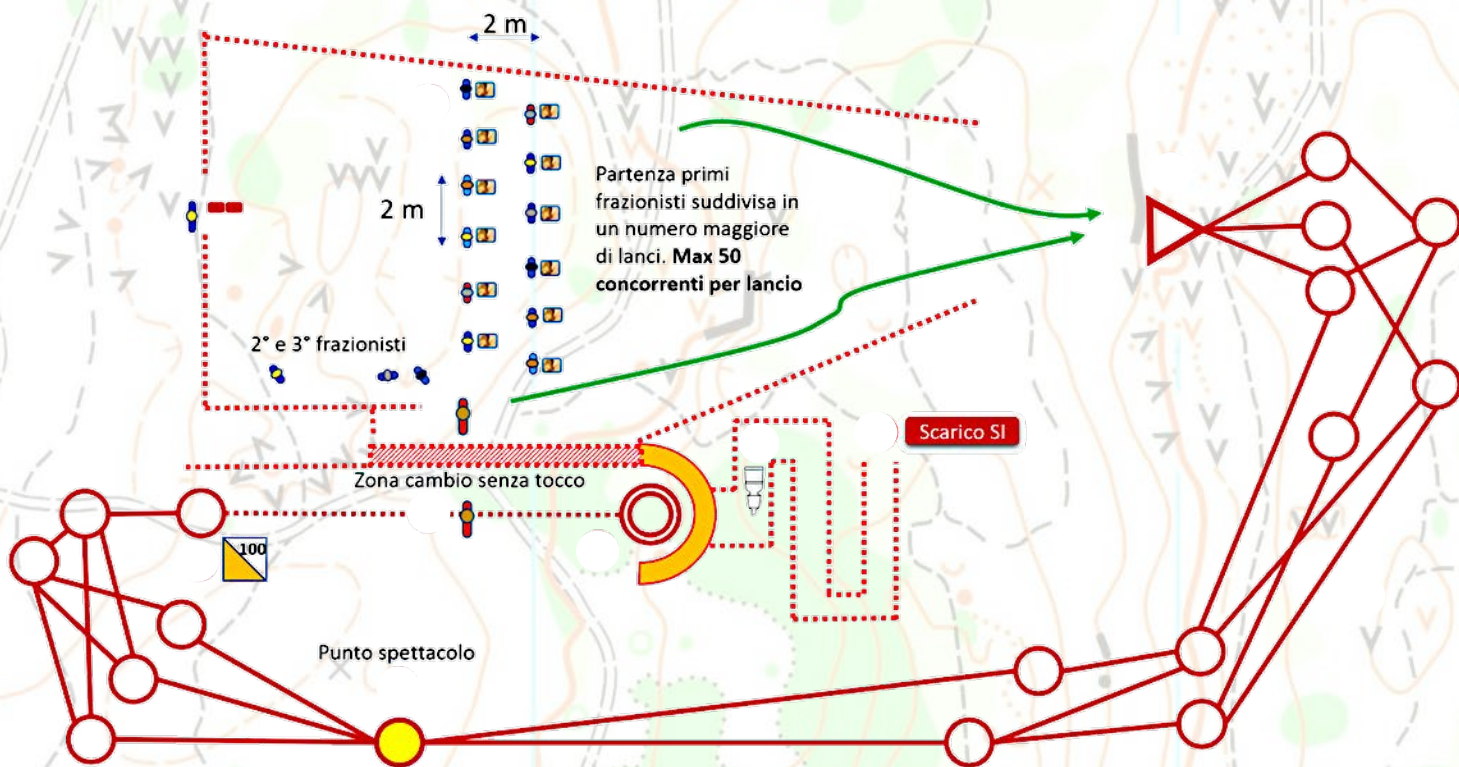 2 m
2 m
Partenza primi
frazionisti suddivisa in
un numero maggiore
di lanci. Max 50
concorrenti per lancio
2° e 3° frazionisti
Scarico SI
Zona cambio senza tocco
100
Punto spettacolo